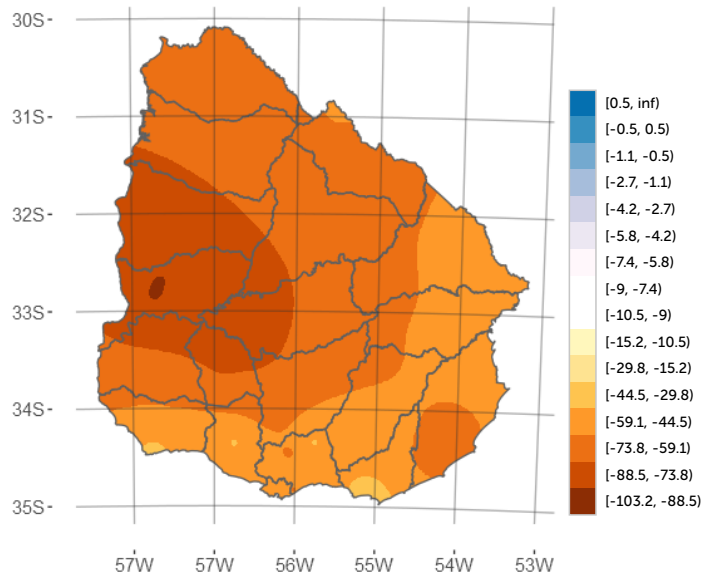 30S-
31S-
32S-
33S-
34S-
35S-
57W
57W
56W
55W
54W
53W
[0.5, inf)
[-0.5, 0.5)
[-1.1, -0.5)
[-2.7, -1.1)
[-4.2, -2.7)
[-5.8, -4.2)
[-7.4, -5.8)
[-9, -7.4)
[-10.5, -9)
[-15.2, -10.5)
[-29.8, -15.2)
[-44.5, -29.8)
[-59.1, -44.5)
[-73.8, -59.1)
[-88.5, -73.8)
[-103.2, -88.5)